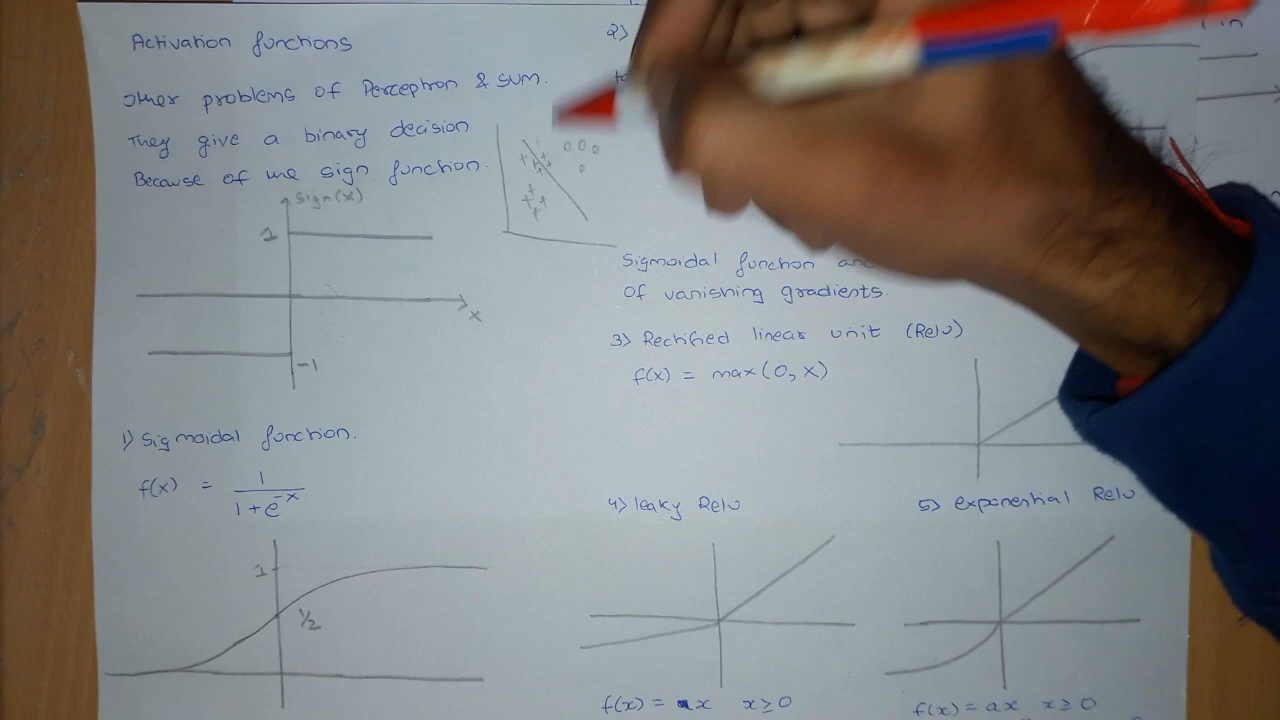 Activation functions
Other problems of Perceptron & sum.
They give a binary decision
Because of the sign function.
sign(x)
1
x
-1
1) Sigmoidal function.
f(x) = 1 / 1 + e^-x
1
1/2
2)
Sigmoidal function
of vanishing gradients.
3) Rectified linear unit (Relu)
f(x) = max(0, x)
4) leaky Relu
f(x) = x x ≥ 0
5) exponential Relu
f(x) = ax x ≥ 0